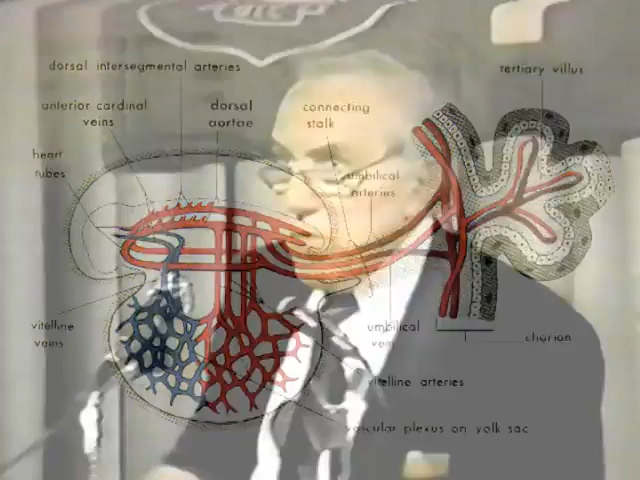 dorsal intersegmental arteries
tertiary villus
anterior cardinal
veins
dorsal
aortae
connecting
stalk
heart
tubes
umbilical
arteries
vitelline
veins
umbilical
vein
chorion
vitelline arteries
vascular plexus on yolk sac